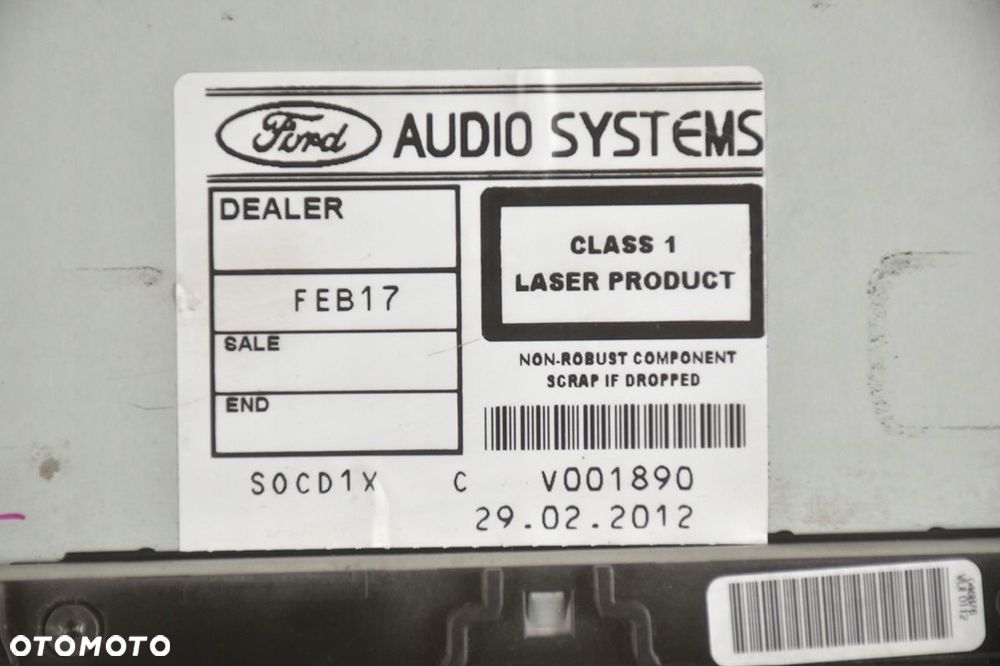 Ford AUDIO SYSTEMS
DEALER
FEB17
SALE
END
CLASS 1
LASER PRODUCT
NON-ROBUST COMPONENT
SCRAP IF DROPPED
SOCD1X C V001890
29.02.2012
OTOMOTO